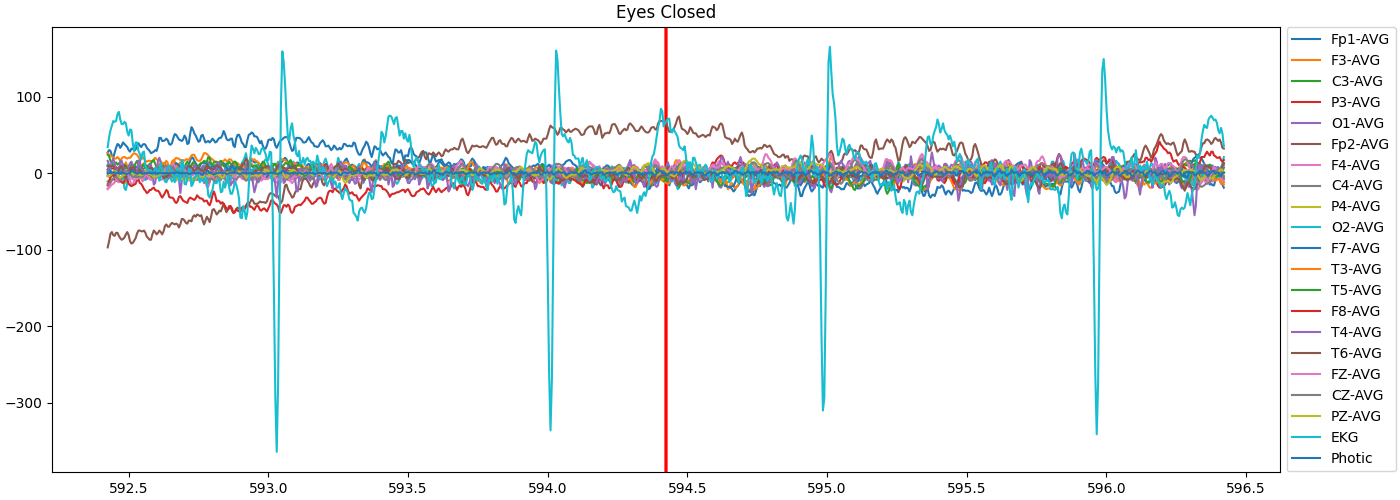 Eyes Closed
100
0
−100
−200
−300
592.5 593.0 593.5 594.0 594.5 595.0 595.5 596.0 596.5
Fp1-AVG
F3-AVG
C3-AVG
P3-AVG
O1-AVG
Fp2-AVG
F4-AVG
C4-AVG
P4-AVG
O2-AVG
F7-AVG
T3-AVG
T5-AVG
F8-AVG
T4-AVG
T6-AVG
FZ-AVG
CZ-AVG
PZ-AVG
EKG
Photic